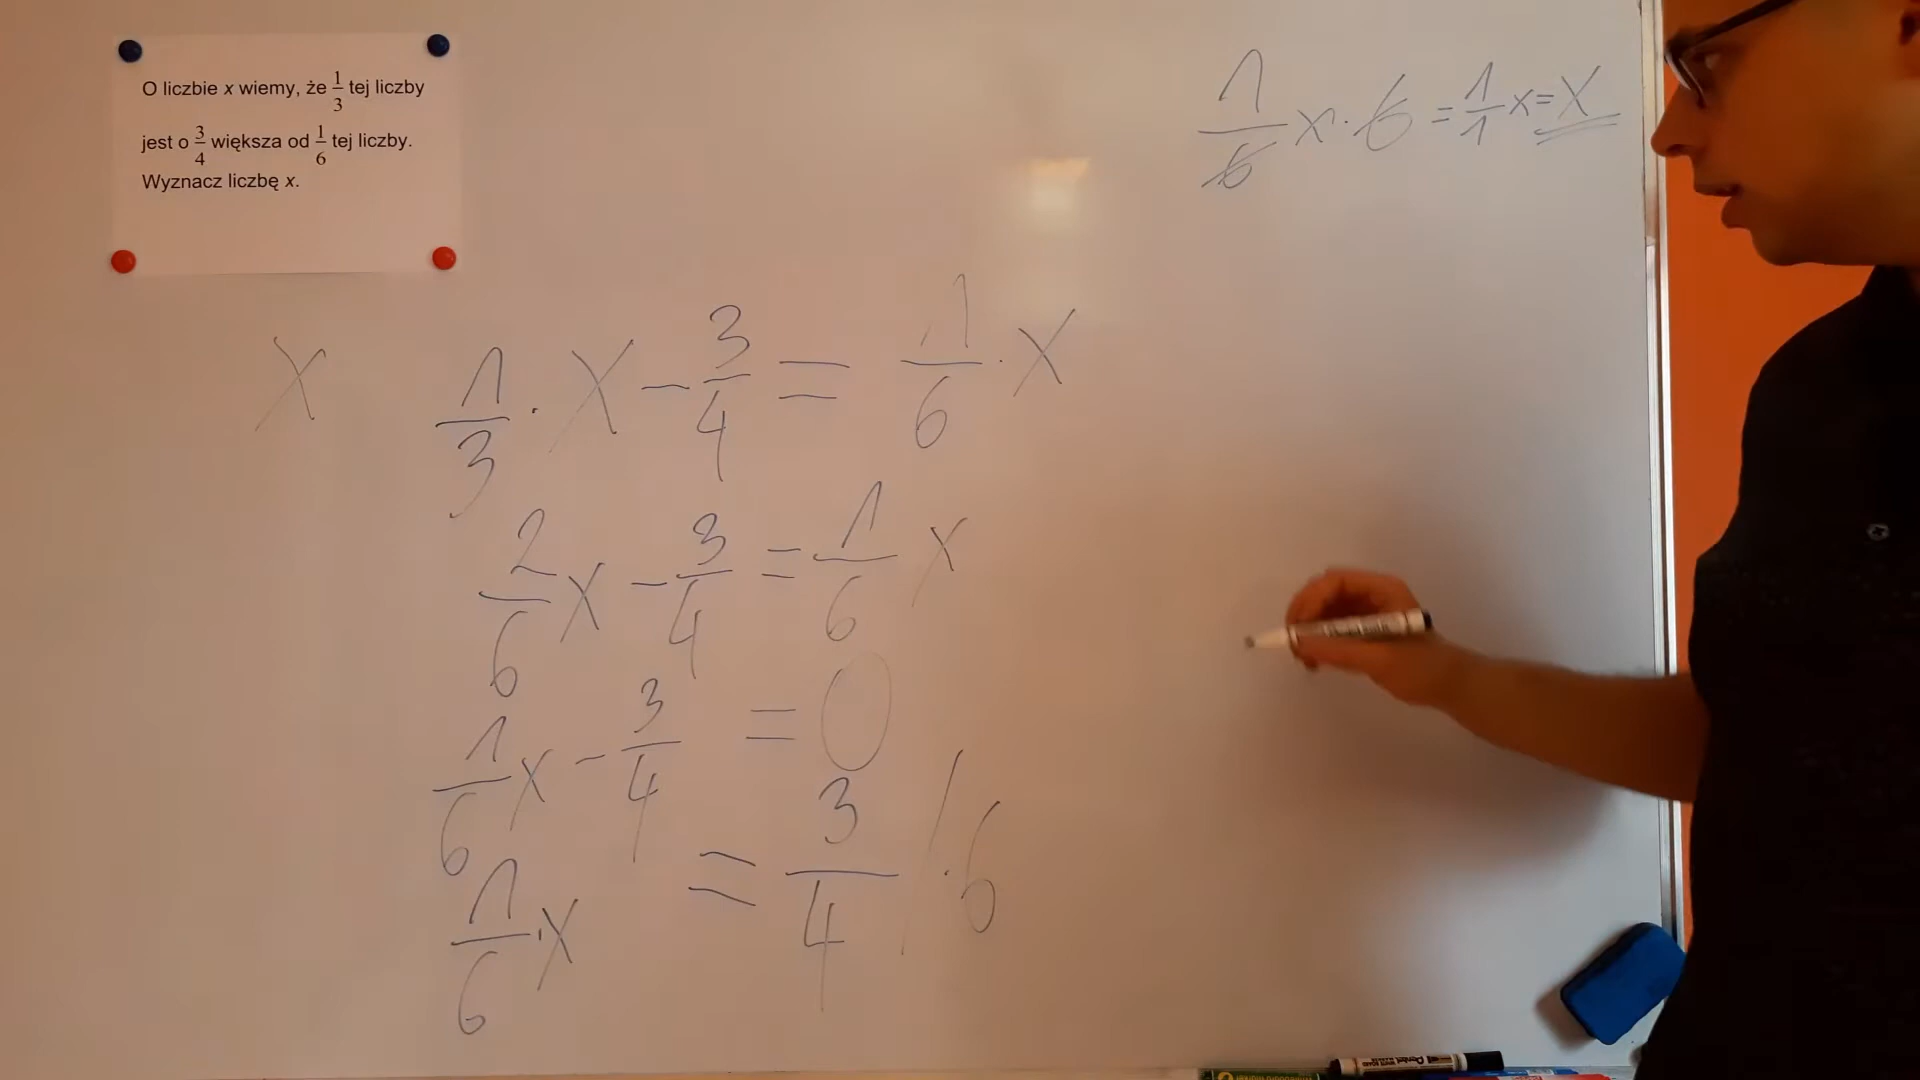 O liczbie x wiemy, że 1/3 tej liczby
jest o 3/4 większa od 1/6 tej liczby.
Wyznacz liczbę x.
1/6 x · 6 = 1/1 x = x
x 1/3 · x - 3/4 = 1/6 · x
2/6 x - 3/4 = 1/6 x
1/6 x - 3/4 = 0
1/6 · x = 3/4 / · 6
Pentel